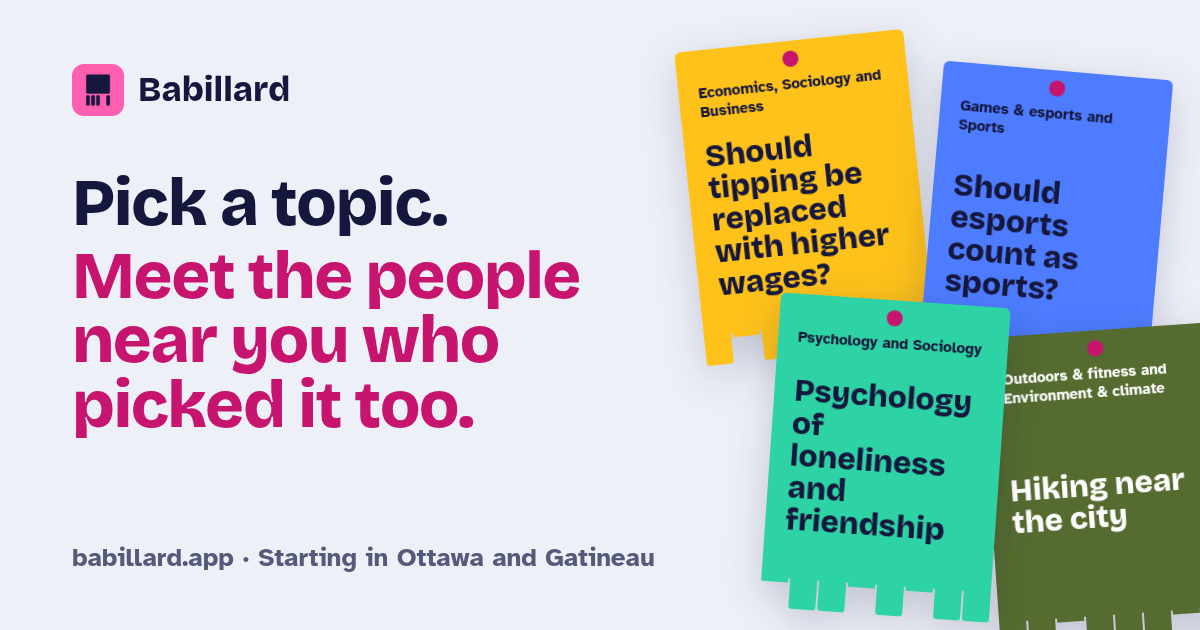 Babillard
Pick a topic.
Meet the people
near you who
picked it too.
babillard.app · Starting in Ottawa and Gatineau
Economics, Sociology and
Business
Should
tipping be
replaced
with higher
wages?
Games & esports and
Sports
Should
esports
count as
sports?
Psychology and Sociology
Psychology
of
loneliness
and
friendship
Outdoors & fitness and
Environment & climate
Hiking near
the city